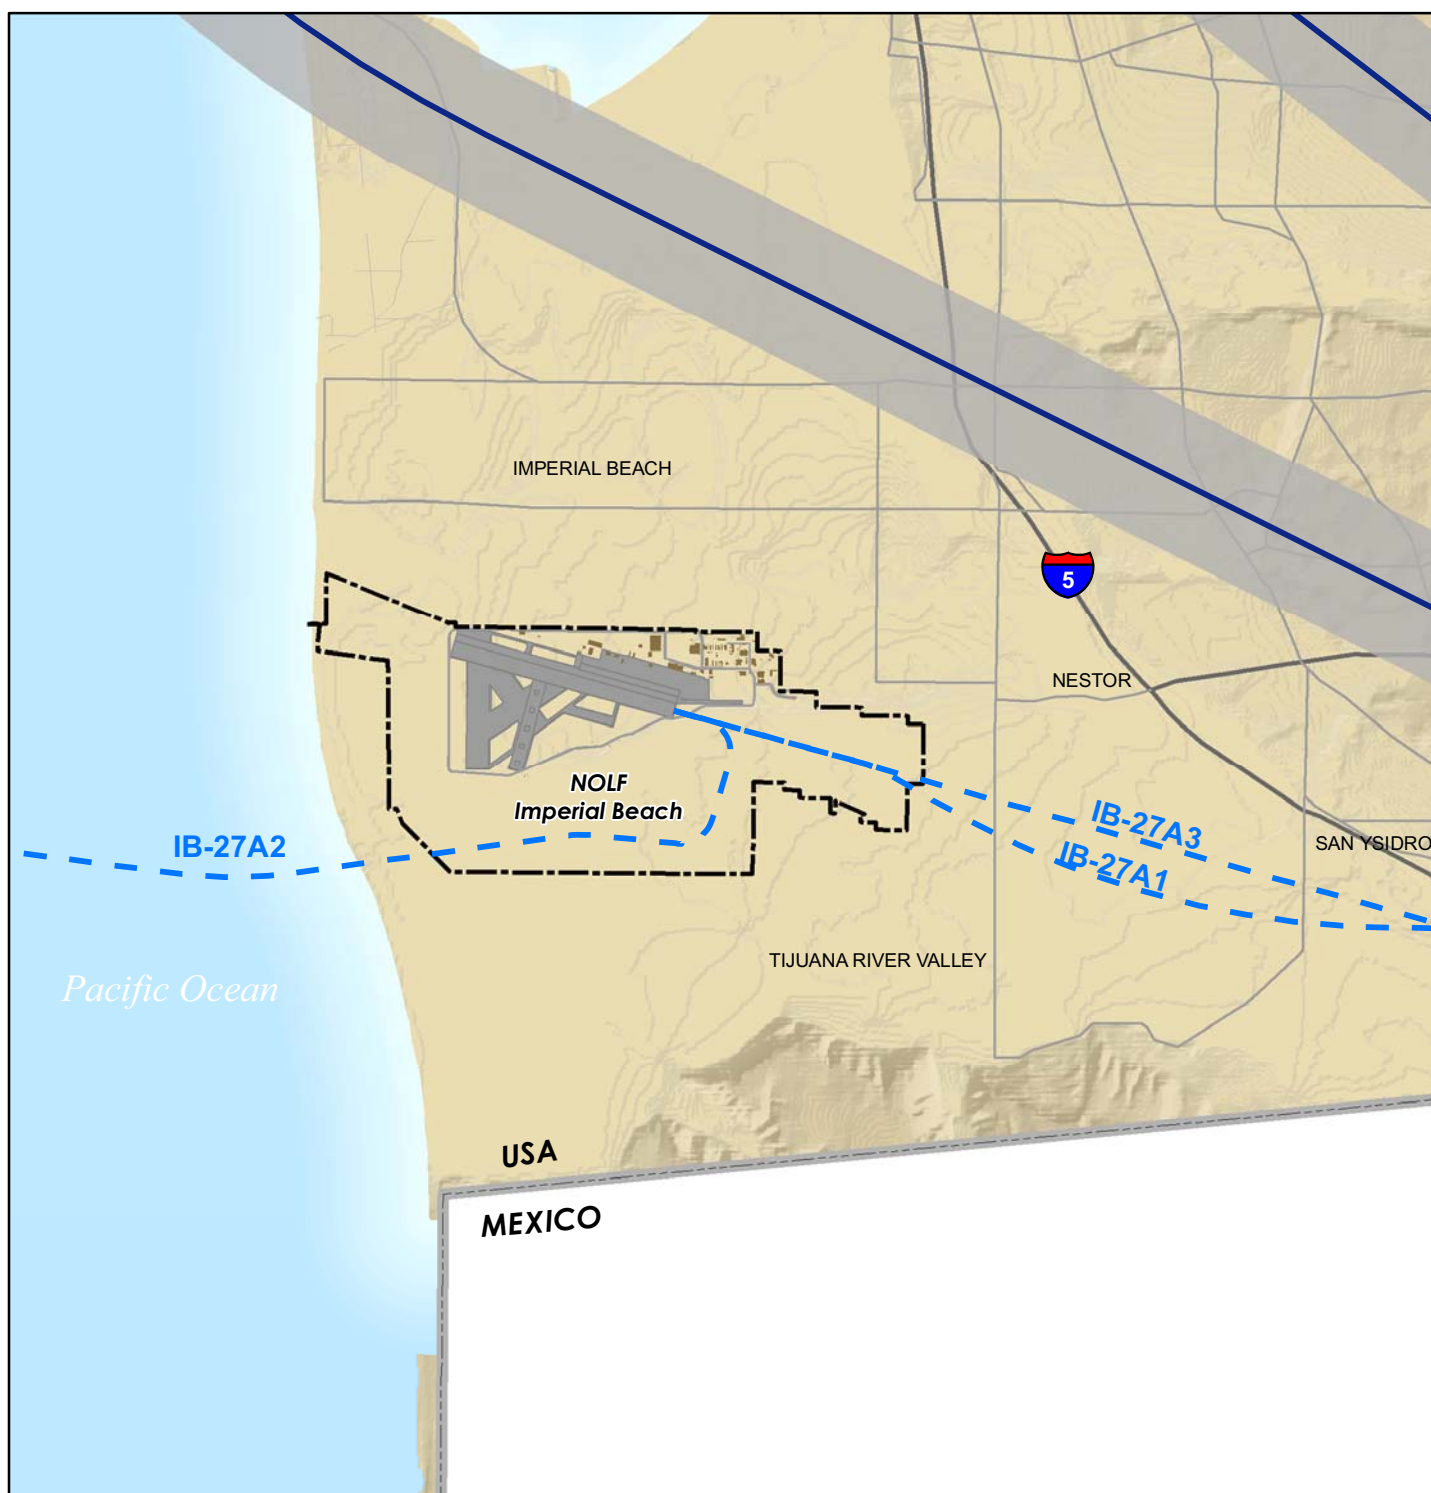 IMPERIAL BEACH
5
NESTOR
NOLF
Imperial Beach
IB-27A3
IB-27A2
SAN YSIDRO
IB-27A1
TIJUANA RIVER VALLEY
Pacific Ocean
USA
MEXICO